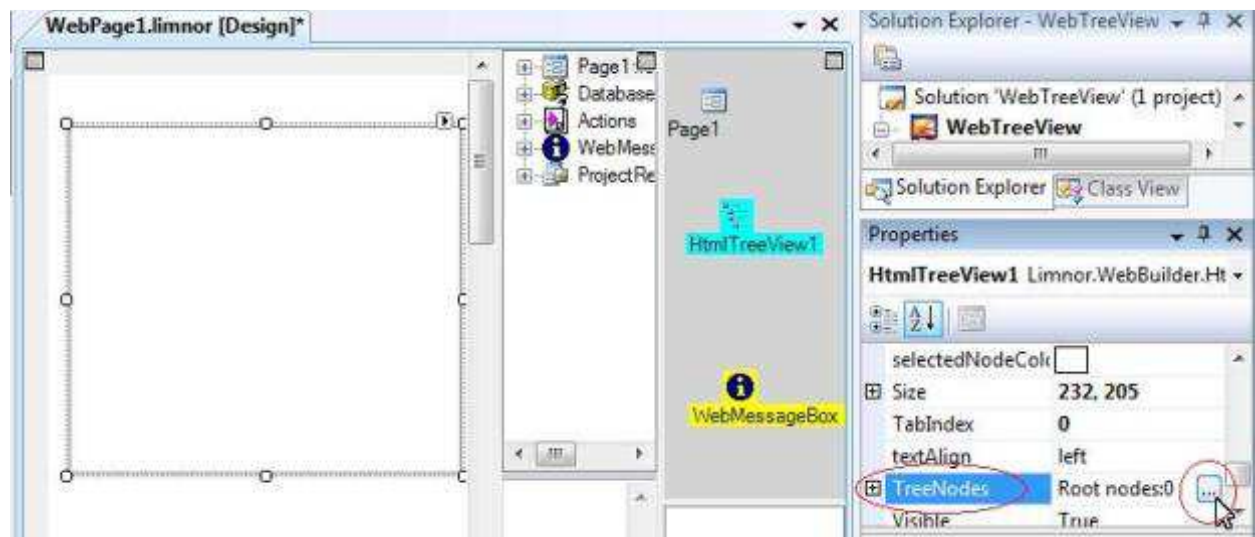 WebPage1.limnor [Design]*
Page1
Database
Actions
WebMess
ProjectRe
Page1
HtmlTreeView1
WebMessageBox
Solution Explorer - WebTreeView
Solution 'WebTreeView' (1 project)
WebTreeView
Solution Explorer
Class View
Properties
HtmlTreeView1 Limnor.WebBuilder.Ht
selectedNodeColo
Size 232, 205
TabIndex 0
textAlign left
TreeNodes Root nodes:0 ...
Visible True